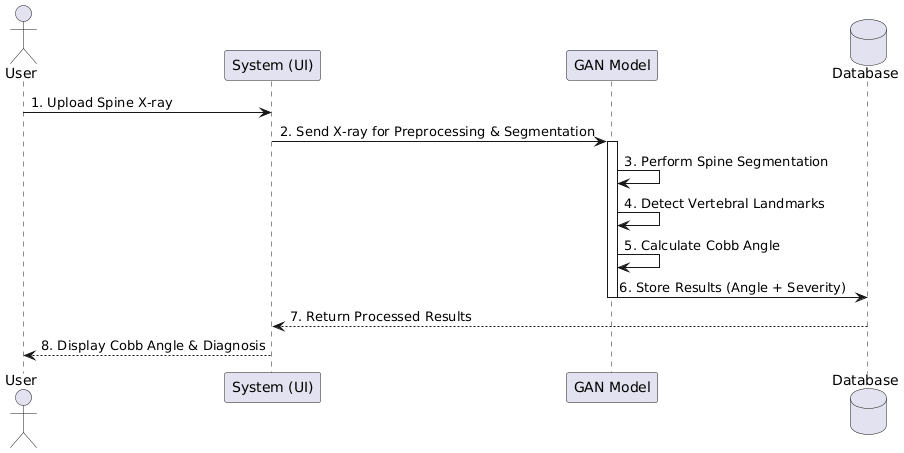 User
System (UI)
GAN Model
Database
1. Upload Spine X-ray
2. Send X-ray for Preprocessing & Segmentation
3. Perform Spine Segmentation
4. Detect Vertebral Landmarks
5. Calculate Cobb Angle
6. Store Results (Angle + Severity)
7. Return Processed Results
8. Display Cobb Angle & Diagnosis
User
System (UI)
GAN Model
Database